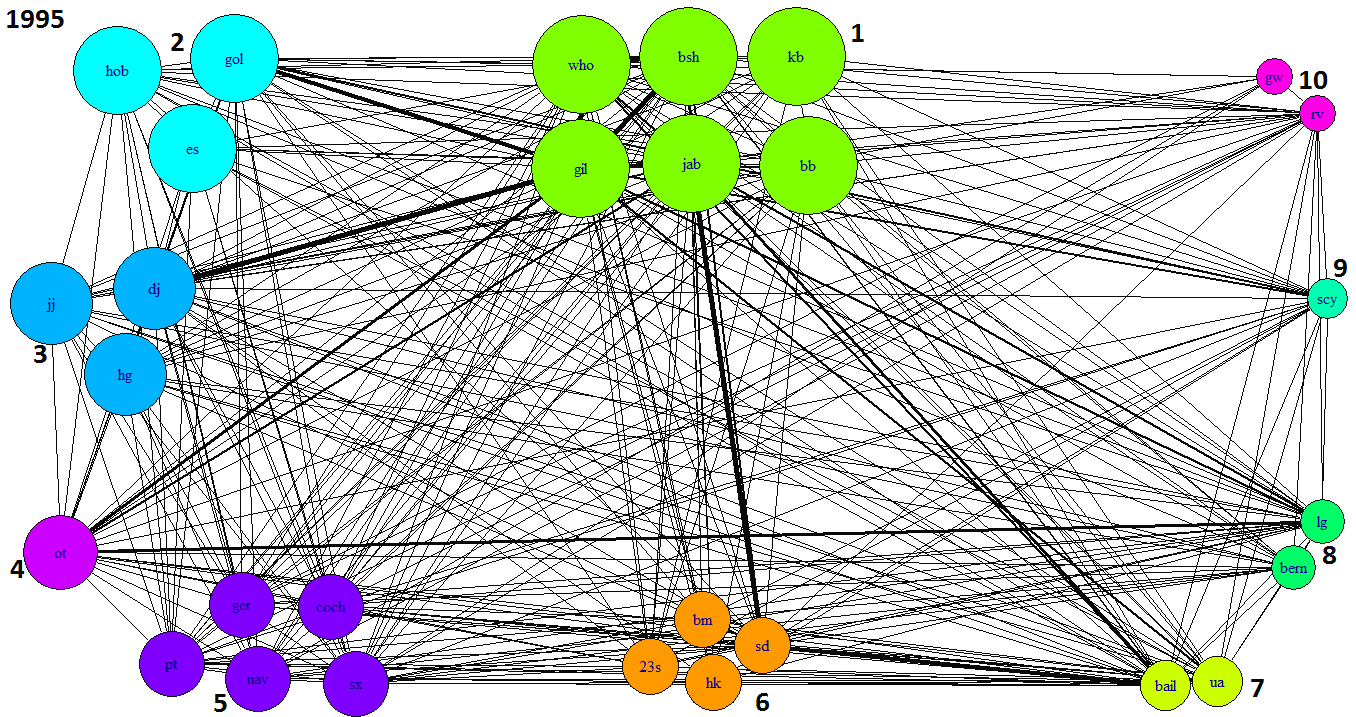 1995
2
hob
gol
es
1
who
bsh
kb
gil
jab
bb
10
gw
rv
9
scy
3
jj
dj
hg
4
ot
5
ger
coch
pt
nav
sx
6
bm
sd
23s
hk
7
bail
ua
8
lg
bern